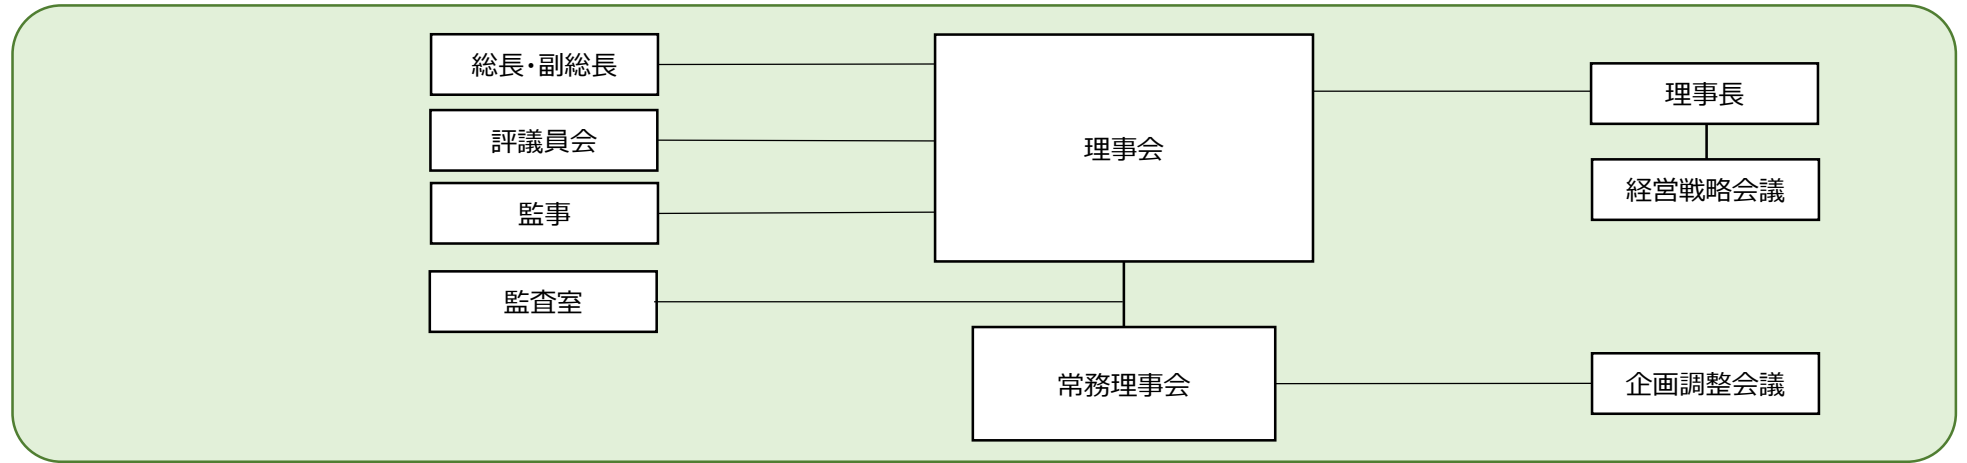 総長・副総長
評議員会
監事
監査室
理事会
常務理事会
理事長
経営戦略会議
企画調整会議